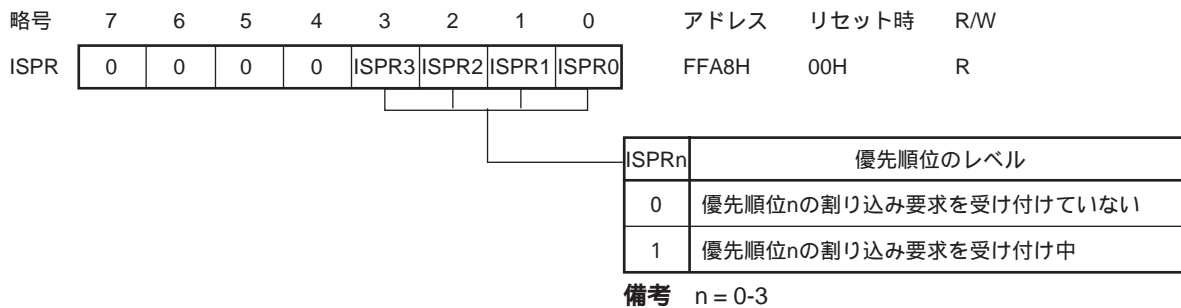 略号 7 6 5 4 3 2 1 0 アドレス リセット時 R/W
ISPR 0 0 0 0 ISPR3 ISPR2 ISPR1 ISPR0 FFA8H 00H R
ISPRn 優先順位のレベル
0 優先順位nの割り込み要求を受け付けていない
1 優先順位nの割り込み要求を受け付け中
備考 n = 0-3